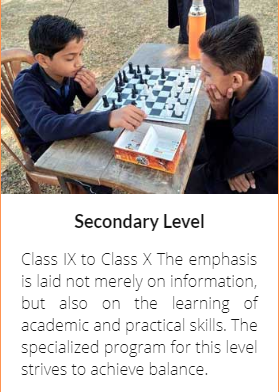 Secondary Level
Class IX to Class X The emphasis
is laid not merely on information,
but also on the learning of
academic and practical skills. The
specialized program for this level
strives to achieve balance.